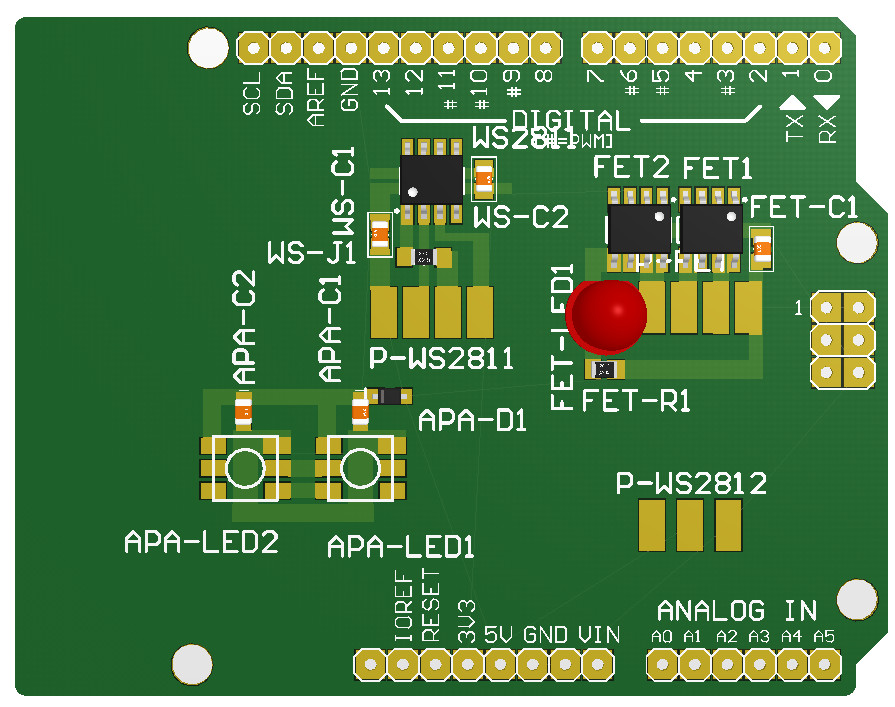 SCL
SDA
AREF
GND
13
12
#11
#10
#9
8
7
#6
#5
4
#3
2
1
0
DIGITAL
TX
RX
WS2811
[#=PWM]
FET2
FET1
WS-C1
WS-C2
FET-C1
WS-J1
FET-LED1
APA-C2
APA-C1
1
P-WS2811
FET-R1
APA-D1
P-WS2812
APA-LED2
APA-LED1
IOREF
RESET
3V3
5V
GND
VIN
ANALOG IN
A0
A1
A2
A3
A4
A5